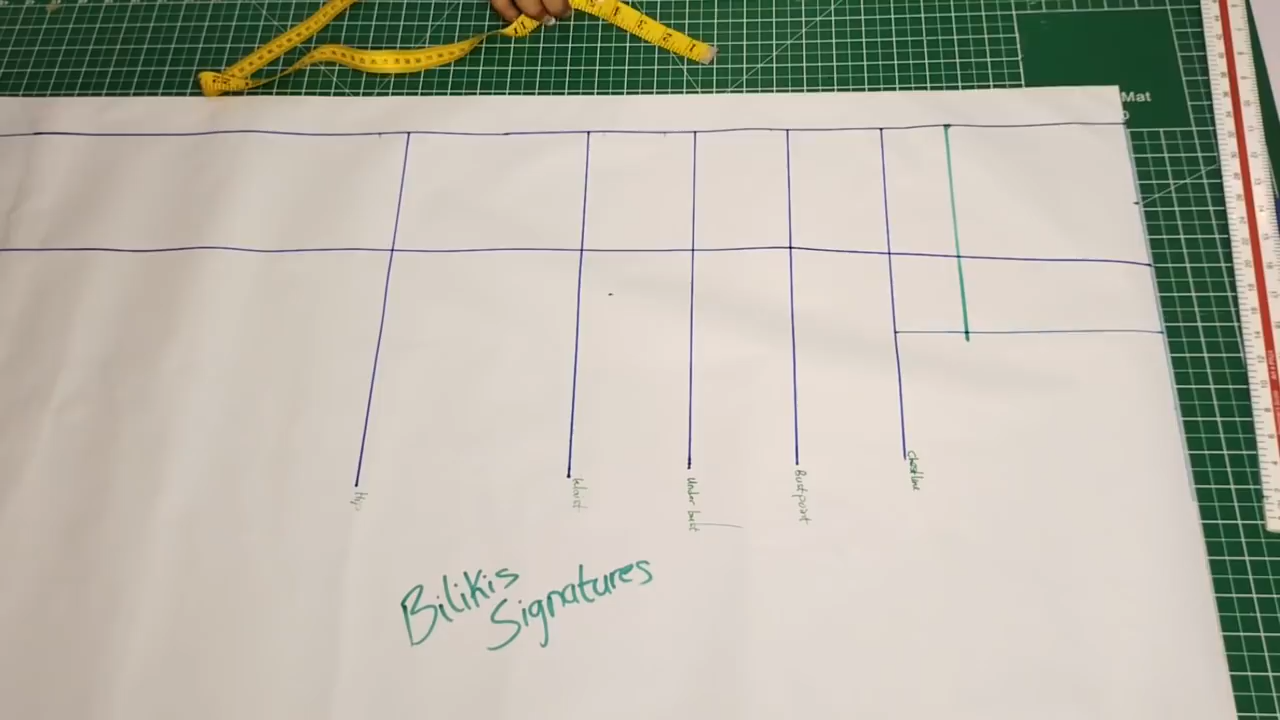 Mat
Hip
Waist
Under bust
Bust point
Chestline
Bilikis
Signatures